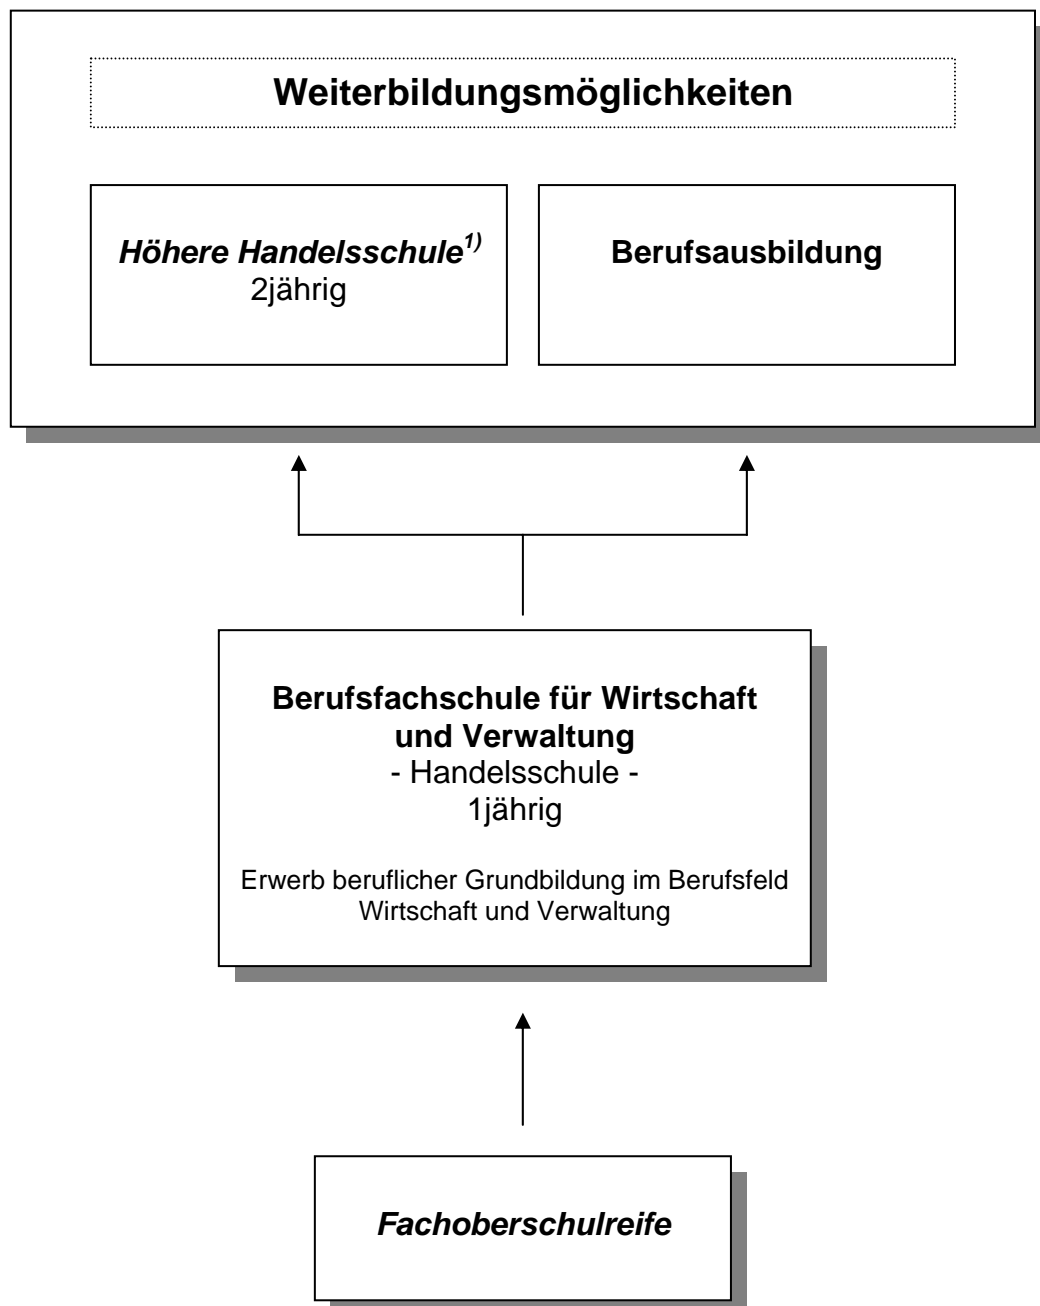 Weiterbildungsmöglichkeiten
Höhere Handelsschule¹⁾
2jährig
Berufsausbildung
Berufsfachschule für Wirtschaft
und Verwaltung
- Handelsschule -
1jährig
Erwerb beruflicher Grundbildung im Berufsfeld
Wirtschaft und Verwaltung
Fachoberschulreife